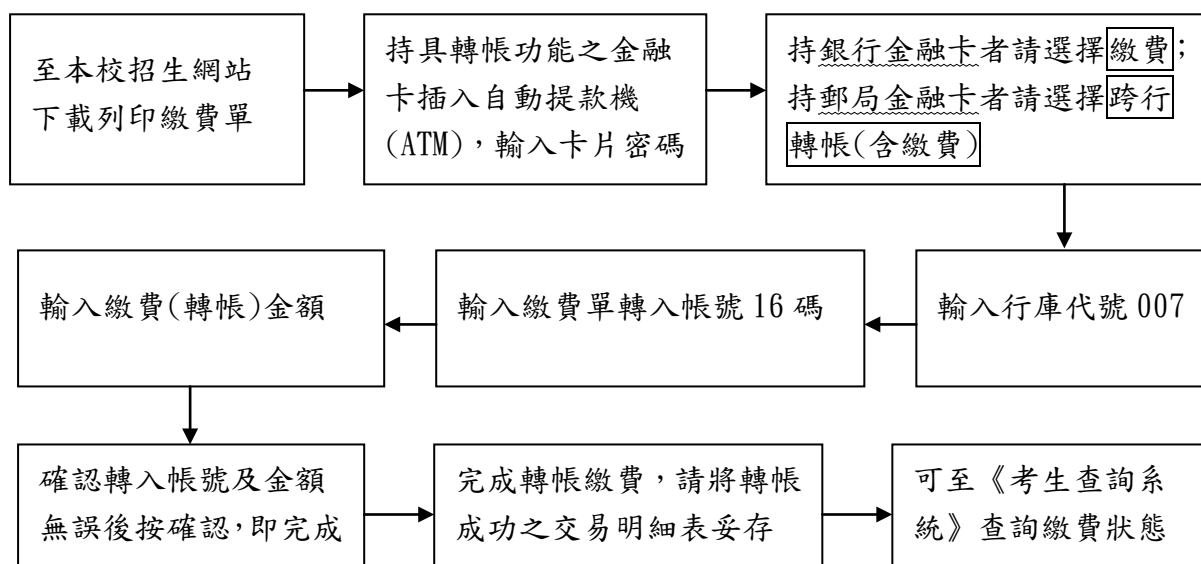 至本校招生網站
下載列印繳費單
持具轉帳功能之金融
卡插入自動提款機
(ATM)，輸入卡片密碼
持銀行金融卡者請選擇繳費；
持郵局金融卡者請選擇跨行
轉帳(含繳費)
輸入行庫代號 007
輸入繳費單轉入帳號 16 碼
輸入繳費(轉帳)金額
確認轉入帳號及金額
無誤後按確認，即完成
完成轉帳繳費，請將轉帳
成功之交易明細表妥存
可至《考生查詢系
統》查詢繳費狀態